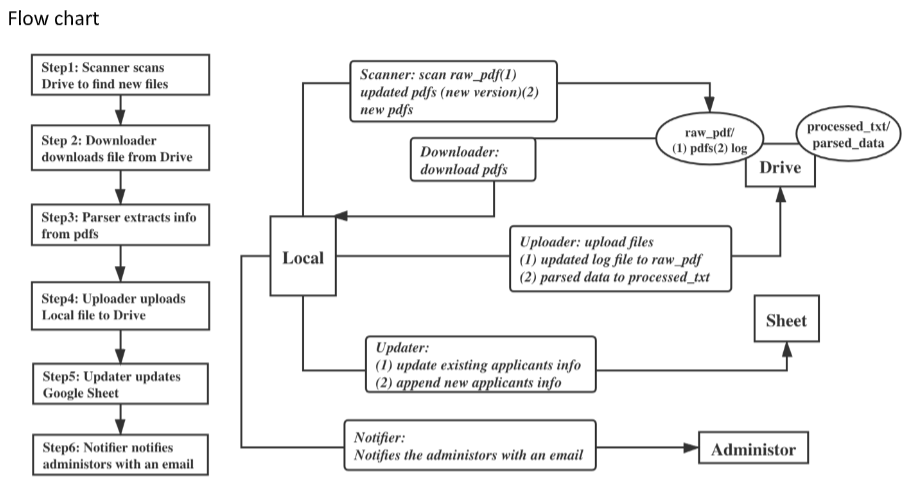 Flow chart
Step1: Scanner scans
Drive to find new files
Step 2: Downloader
downloads file from Drive
Step3: Parser extracts info
from pdfs
Step4: Uploader uploads
Local file to Drive
Step5: Updater updates
Google Sheet
Step6: Notifier notifies
administors with an email
Scanner: scan raw_pdf(1)
updated pdfs (new version)(2)
new pdfs
raw_pdf/
(1) pdfs(2) log
processed_txt/
parsed_data
Drive
Downloader:
download pdfs
Local
Uploader: upload files
(1) updated log file to raw_pdf
(2) parsed data to processed_txt
Sheet
Updater:
(1) update existing applicants info
(2) append new applicants info
Notifier:
Notifies the administors with an email
Administor